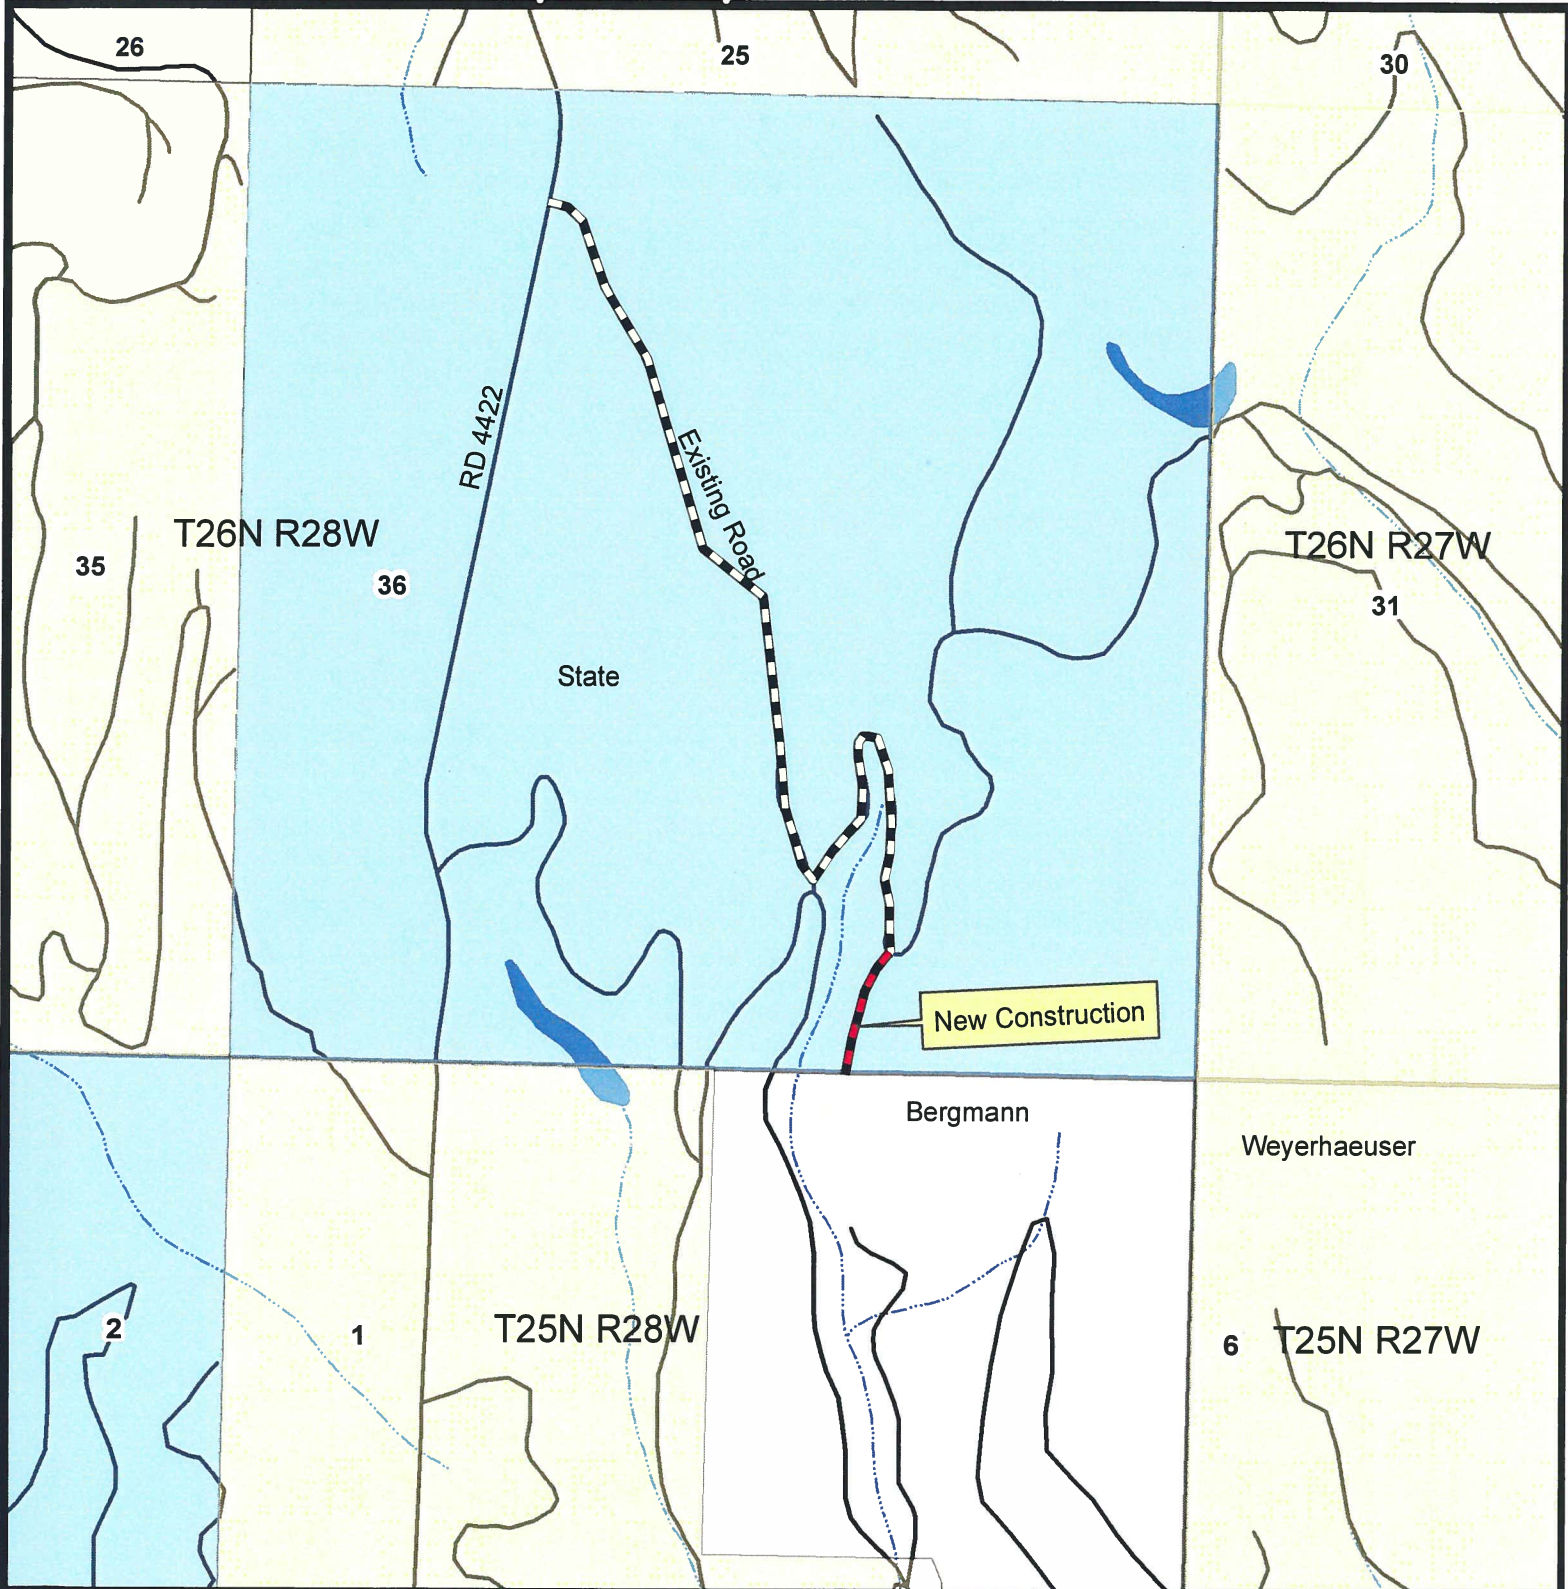 26
25
30
RD 4422
Existing Road
T26N R28W
T26N R27W
35
36
31
State
New Construction
Bergmann
Weyerhaeuser
2
1
T25N R28W
6
T25N R27W